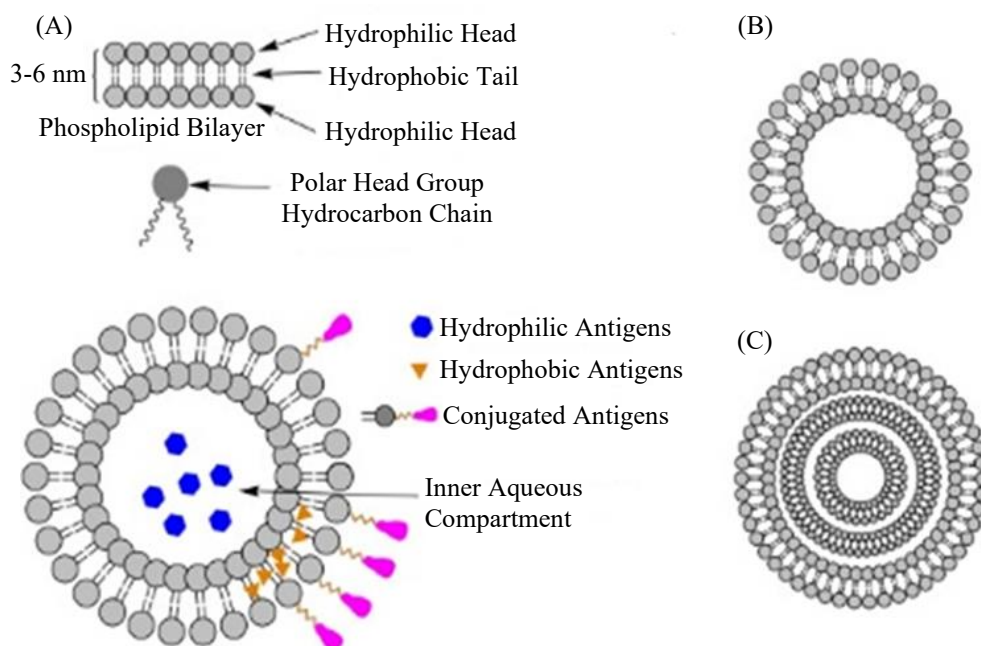 (A)
Hydrophilic Head
3-6 nm
Hydrophobic Tail
Phospholipid Bilayer
Hydrophilic Head
Polar Head Group
Hydrocarbon Chain
(B)
Hydrophilic Antigens
Hydrophobic Antigens
Conjugated Antigens
Inner Aqueous
Compartment
(C)